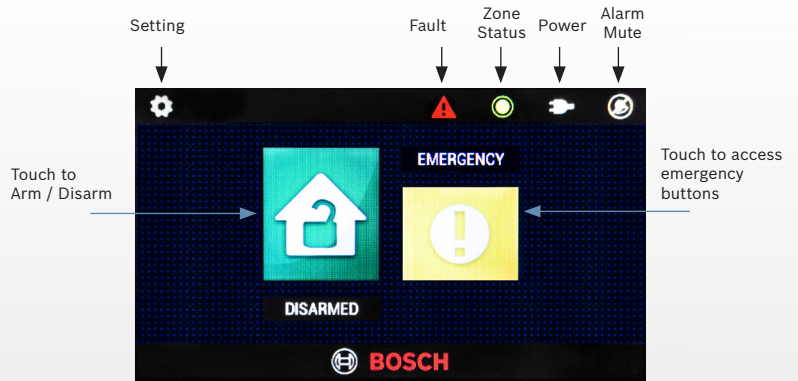 Setting
Fault
Zone
Status
Power
Alarm
Mute
Touch to
Arm / Disarm
EMERGENCY
Touch to access
emergency
buttons
DISARMED
BOSCH